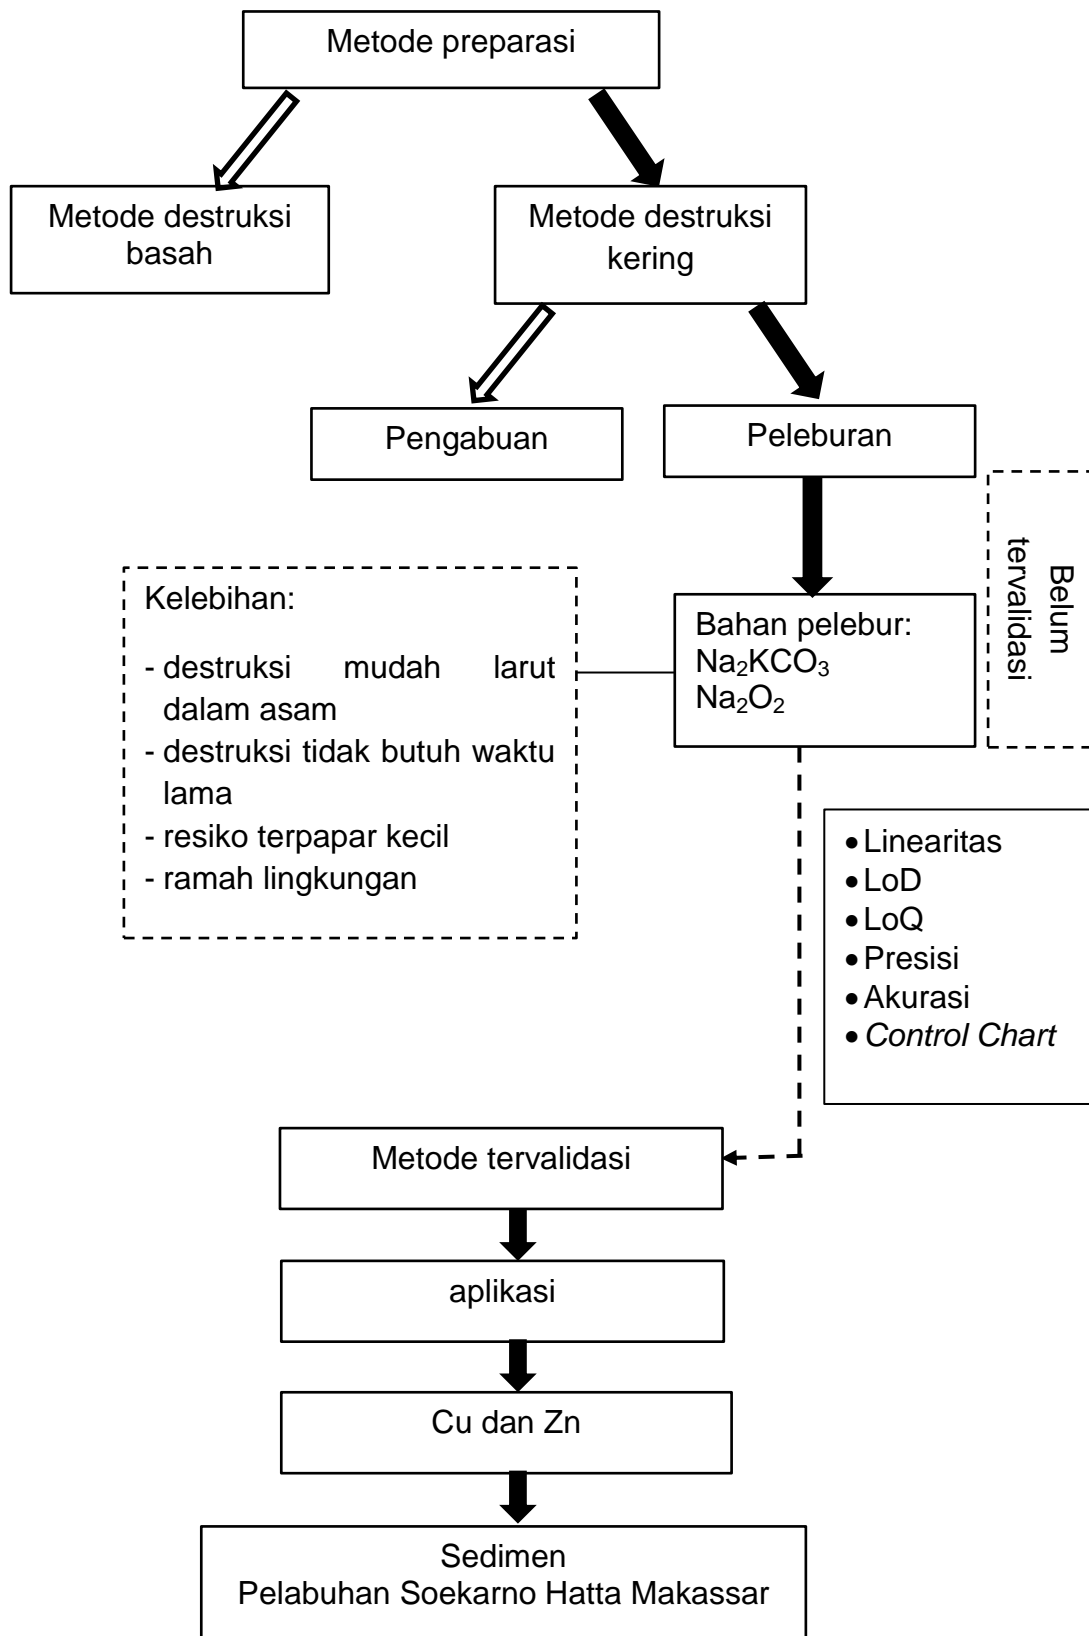 Metode preparasi
Metode destruksi
basah
Metode destruksi
kering
Pengabuan
Peleburan
Belum
tervalidasi
Kelebihan:
- destruksi mudah larut
dalam asam
- destruksi tidak butuh waktu
lama
- resiko terpapar kecil
- ramah lingkungan
Bahan pelebur:
Na₂KCO₃
Na₂O₂
• Linearitas
• LoD
• LoQ
• Presisi
• Akurasi
• Control Chart
Metode tervalidasi
aplikasi
Cu dan Zn
Sedimen
Pelabuhan Soekarno Hatta Makassar